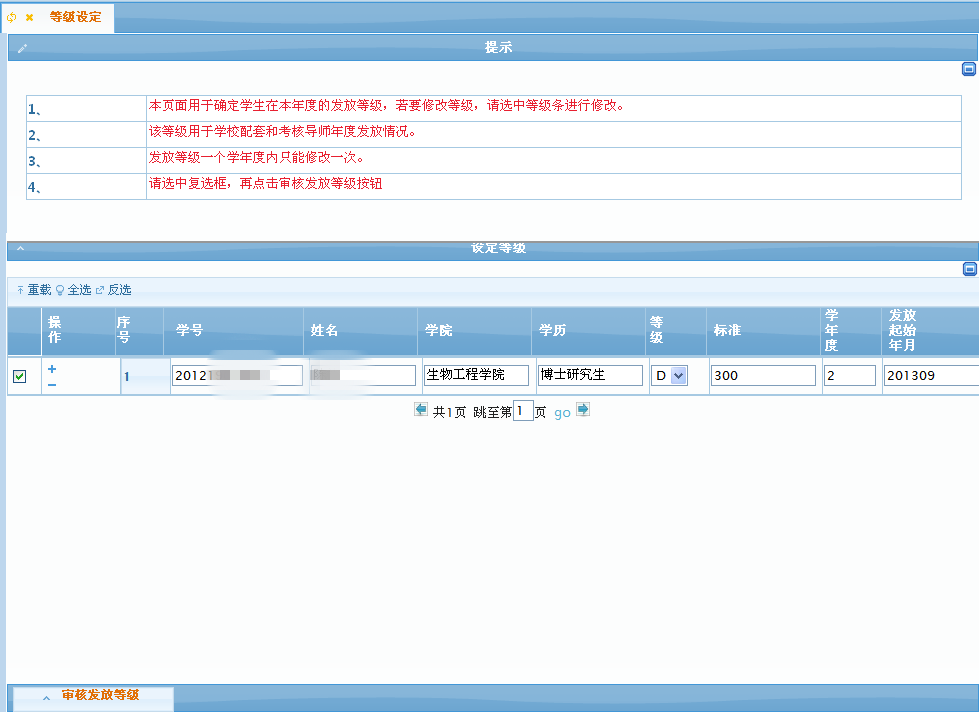 等级设定
提示
1、 本页面用于确定学生在本年度的发放等级，若要修改等级，请选中等级条进行修改。
2、 该等级用于学校配套和考核导师年度发放情况。
3、 发放等级一个学年度内只能修改一次。
4、 请选中复选框，再点击审核发放等级按钮
设定等级
重载 全选 反选
操作 序号 学号 姓名 学院 学历 等级 标准 学年度 发放起始年月
1 2012 生物工程学院 博士研究生 D 300 2 201309
共1页 跳至第1页 go
审核发放等级